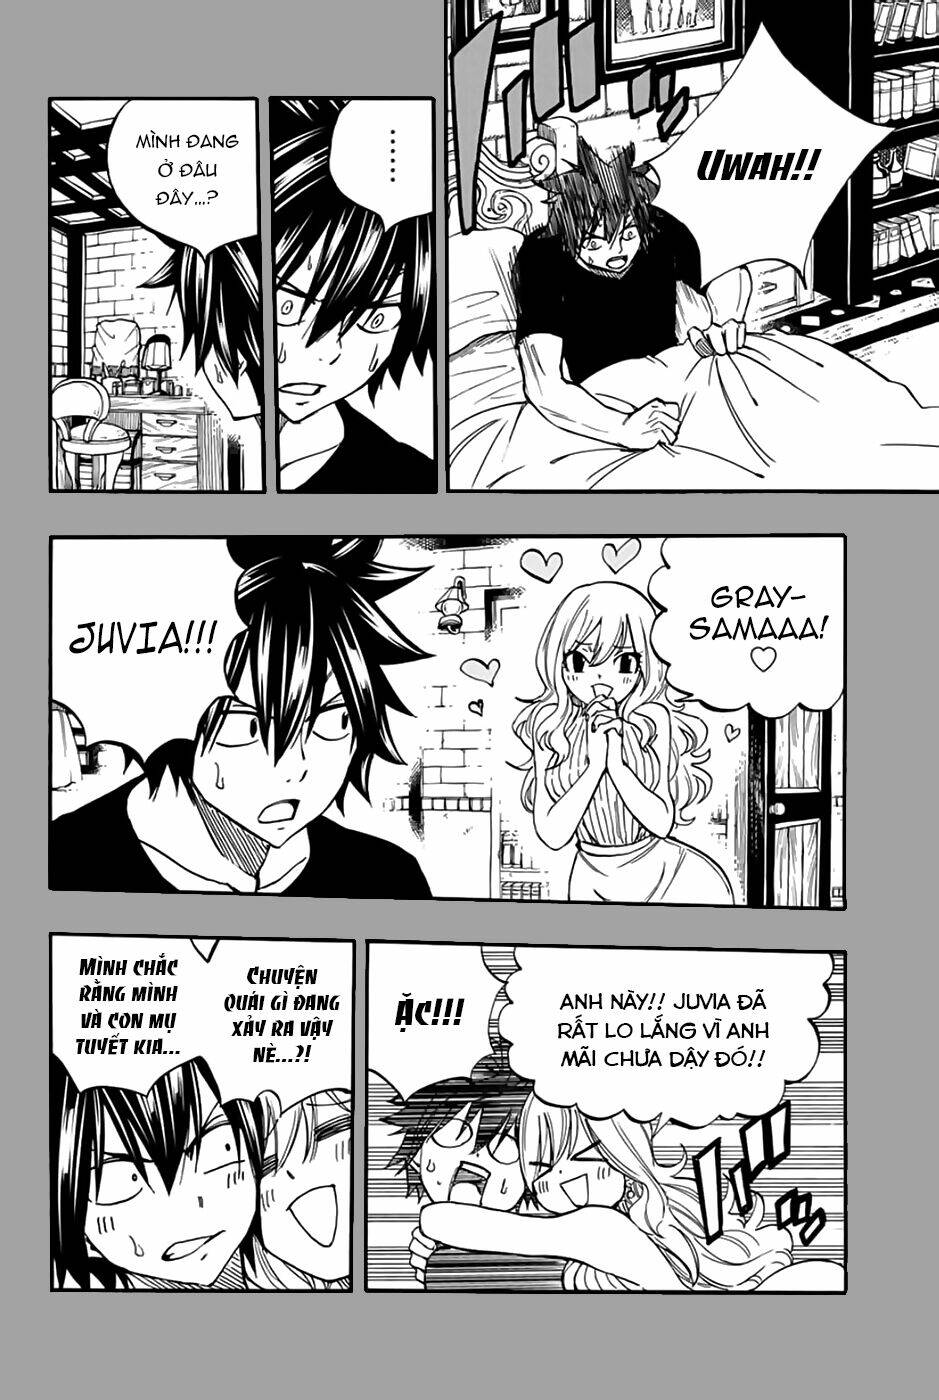 UWAH!!
......
MÌNH ĐANG
Ở ĐÂU
ĐÂY...?
GRAY-
SAMAAA!
♡
JUVIA!!!
ANH NÀY!! JUVIA ĐÃ
RẤT LO LẮNG VÌ ANH
MÃI CHƯA DẬY ĐÓ!!
ẶC!!!
CHUYỆN
QUÁI GÌ ĐANG
XẢY RA VẬY
NÈ...?!
MÌNH CHẮC
RẰNG MÌNH
VÀ CON MỤ
TUYẾT KIA...